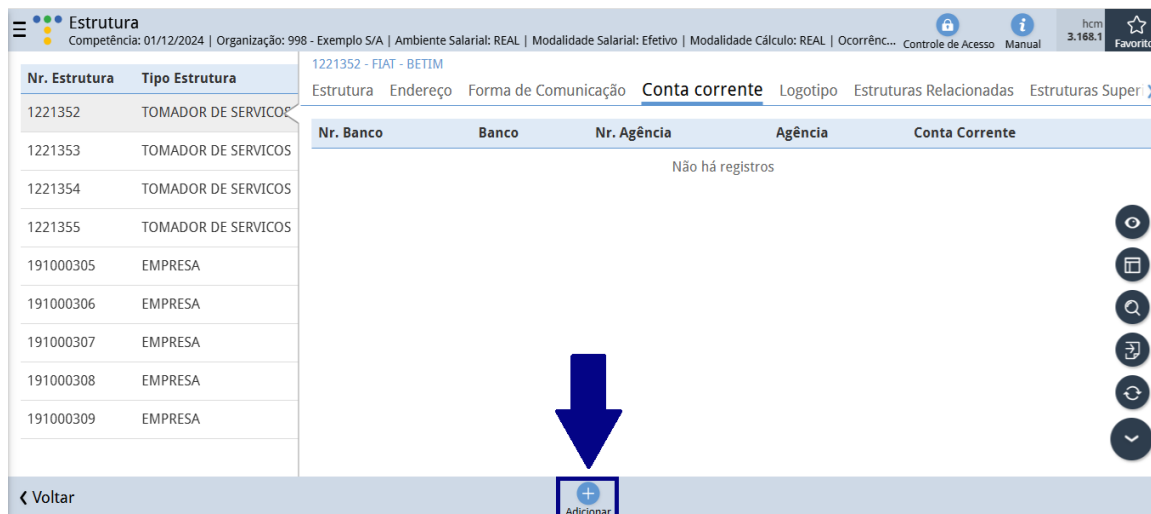 Estrutura
Competência: 01/12/2024 | Organização: 998 - Exemplo S/A | Ambiente Salarial: REAL | Modalidade Salarial: Efetivo | Modalidade Cálculo: REAL | Ocorrênc...
Controle de Acesso
Manual
hcm
3.168.1
Favorito
Nr. Estrutura Tipo Estrutura
1221352 TOMADOR DE SERVICOS
1221353 TOMADOR DE SERVICOS
1221354 TOMADOR DE SERVICOS
1221355 TOMADOR DE SERVICOS
191000305 EMPRESA
191000306 EMPRESA
191000307 EMPRESA
191000308 EMPRESA
191000309 EMPRESA
1221352 - FIAT - BETIM
Estrutura Endereço Forma de Comunicação Conta corrente Logotipo Estruturas Relacionadas Estruturas Superi
Nr. Banco Banco Nr. Agência Agência Conta Corrente
Não há registros
Voltar
Adicionar